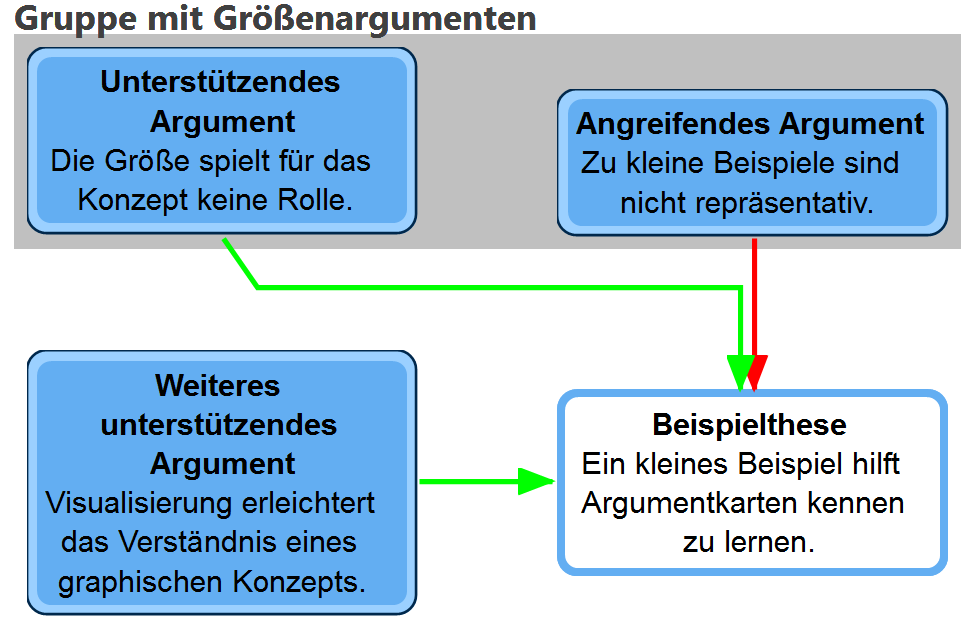 Gruppe mit Größenargumenten
Unterstützendes
Argument
Die Größe spielt für das
Konzept keine Rolle.
Angreifendes Argument
Zu kleine Beispiele sind
nicht repräsentativ.
Weiteres
unterstützendes
Argument
Visualisierung erleichtert
das Verständnis eines
graphischen Konzepts.
Beispielthese
Ein kleines Beispiel hilft
Argumentkarten kennen
zu lernen.